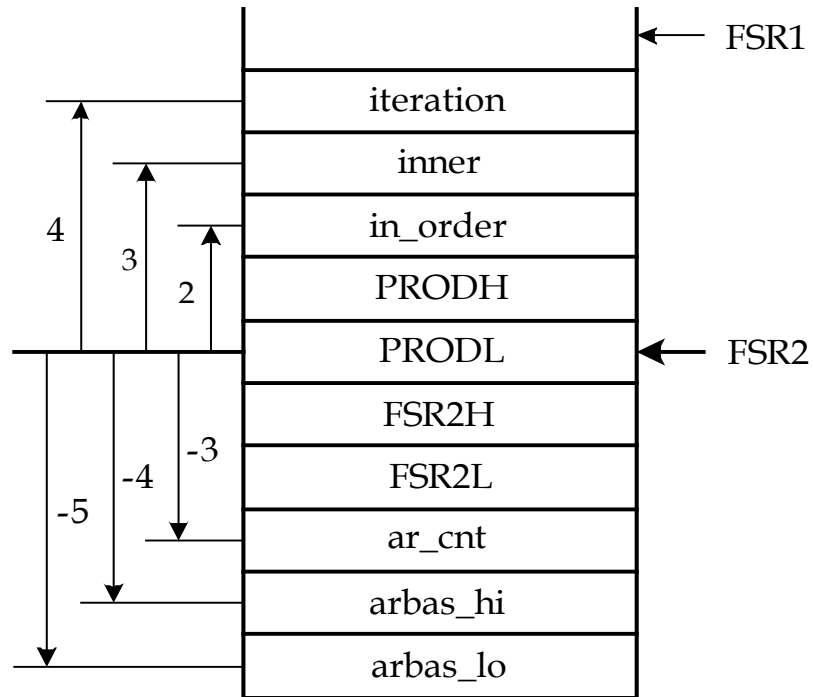 FSR1
iteration
inner
in_order
4
3
2
PRODH
PRODL
FSR2
FSR2H
-3
-4
FSR2L
-5
ar_cnt
arbas_hi
arbas_lo